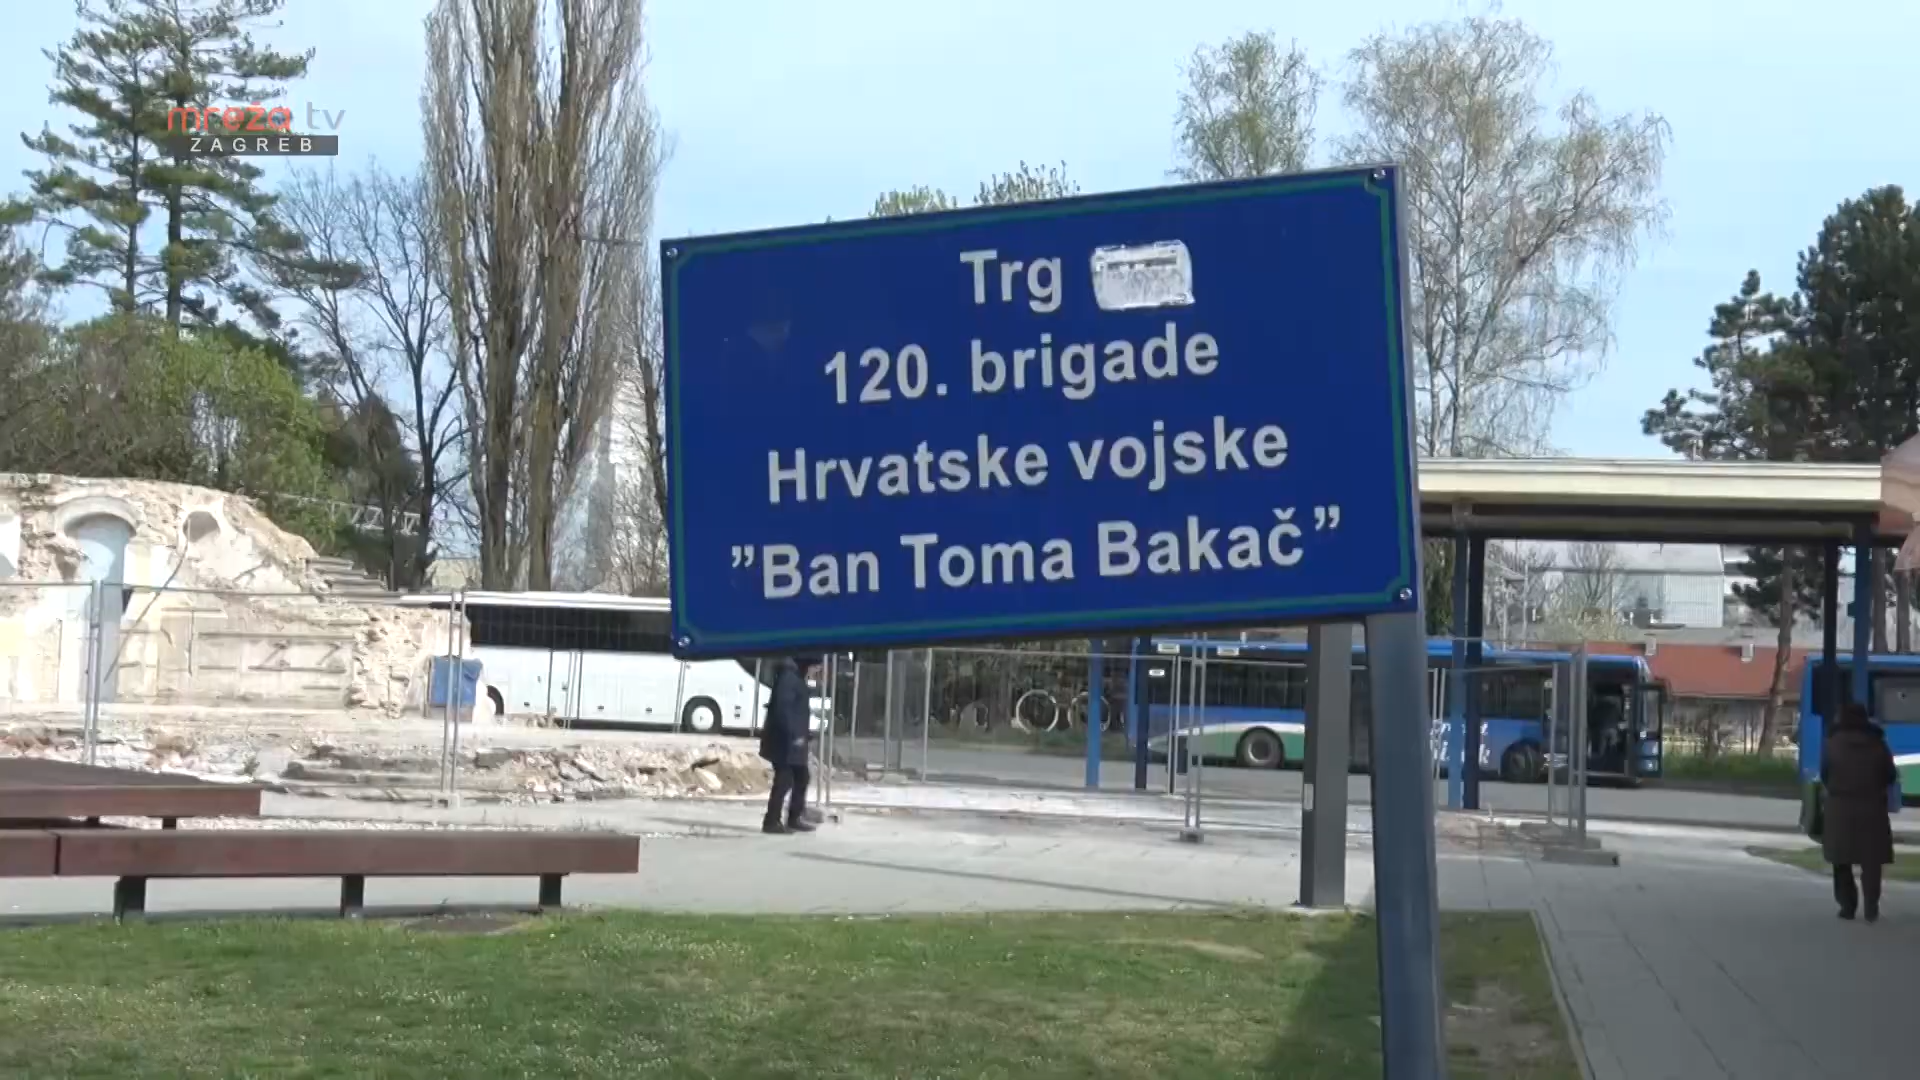 mreža tv
ZAGREB
Trg
120. brigade
Hrvatske vojske
”Ban Toma Bakač”